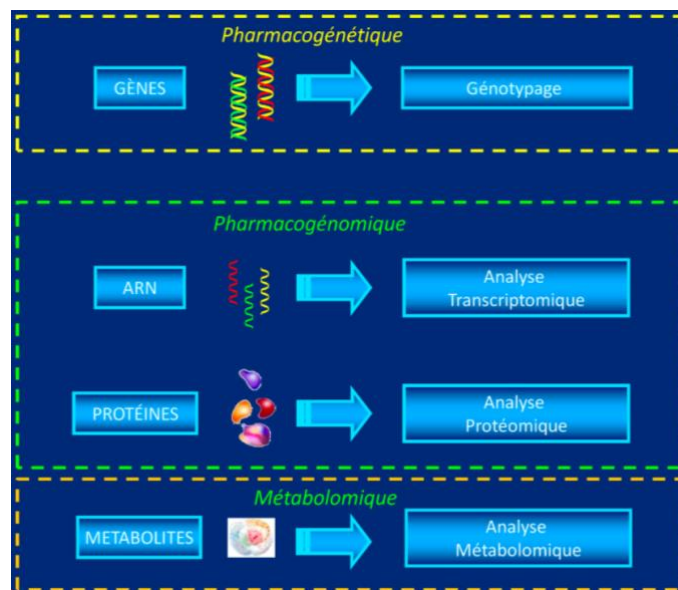 Pharmacogénétique
GÈNES
Génotypage
Pharmacogénomique
ARN
Analyse
Transcriptomique
PROTÉINES
Analyse
Protéomique
Métabolomique
METABOLITES
Analyse
Métabolomique